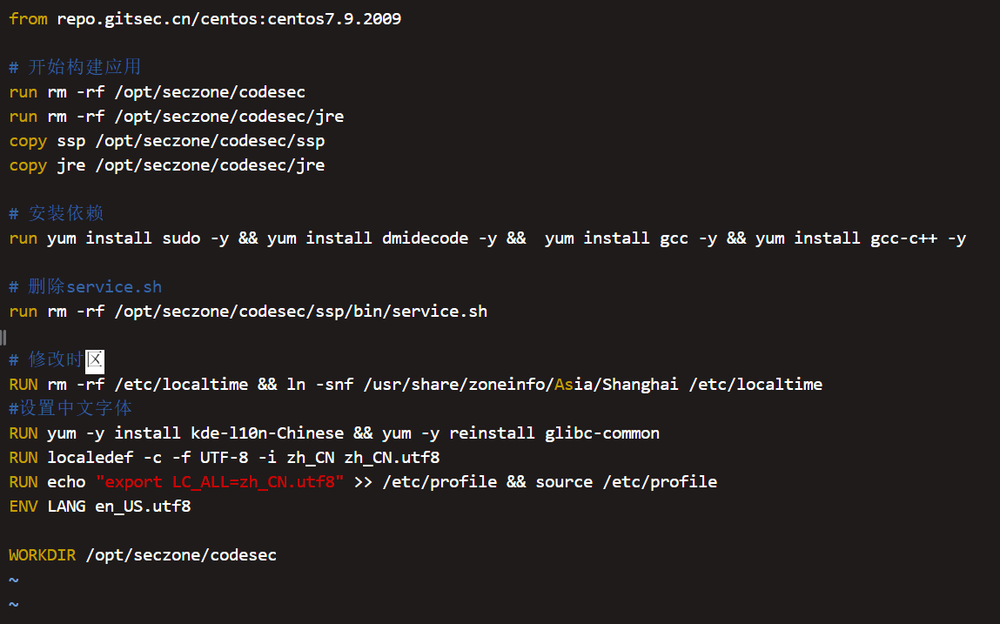 from repo.gitsec.cn/centos:centos7.9.2009
# 开始构建应用
run rm -rf /opt/seczone/codesec
run rm -rf /opt/seczone/codesec/jre
copy ssp /opt/seczone/codesec/ssp
copy jre /opt/seczone/codesec/jre
# 安装依赖
run yum install sudo -y && yum install dmidecode -y &&  yum install gcc -y && yum install gcc-c++ -y
# 删除service.sh
run rm -rf /opt/seczone/codesec/ssp/bin/service.sh
# 修改时区
RUN rm -rf /etc/localtime && ln -snf /usr/share/zoneinfo/Asia/Shanghai /etc/localtime
#设置中文字体
RUN yum -y install kde-l10n-Chinese && yum -y reinstall glibc-common
RUN localedef -c -f UTF-8 -i zh_CN zh_CN.utf8
RUN echo "export LC_ALL=zh_CN.utf8" >> /etc/profile && source /etc/profile
ENV LANG en_US.utf8
WORKDIR /opt/seczone/codesec
~
~